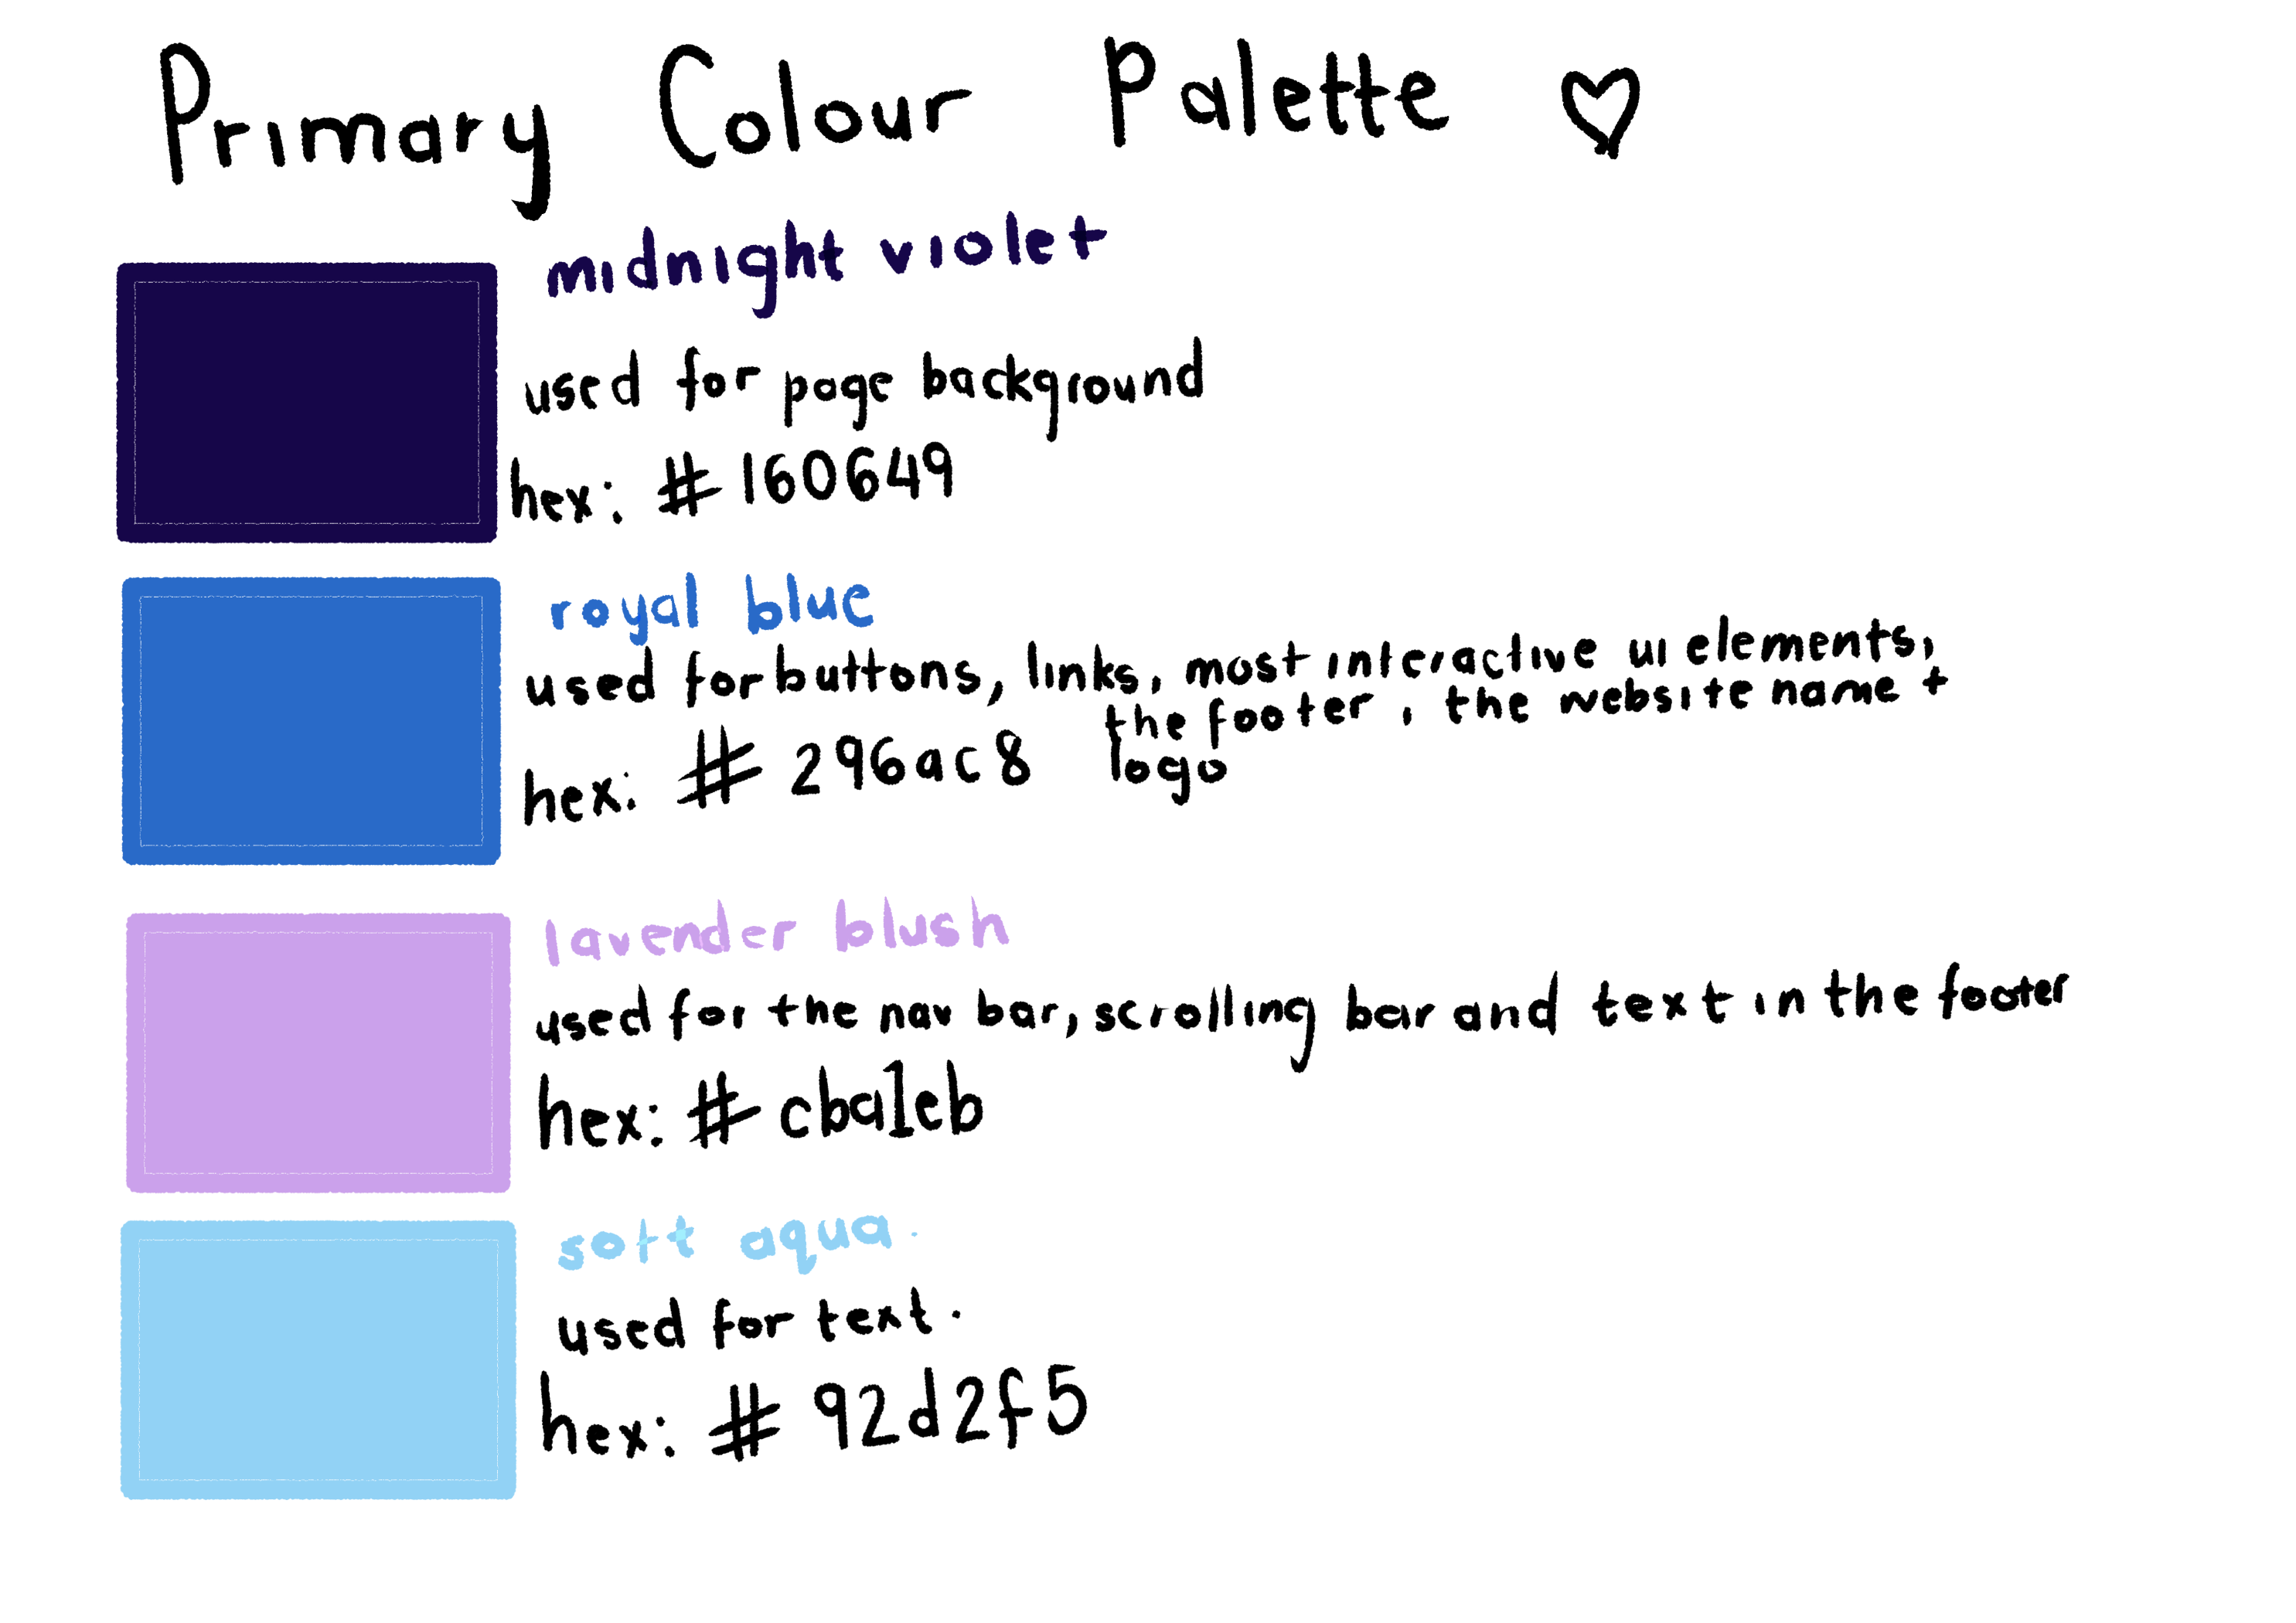 Primary Colour Palette
midnight violet
used for page background
hex: #160649
royal blue
used for buttons, links, most interactive ui elements,
the footer, the website name +
logo
hex: #296ac8
lavender blush
used for the nav bar, scrolling bar and text in the footer
hex: #cba1eb
soft aqua.
used for text.
hex: #92d2f5